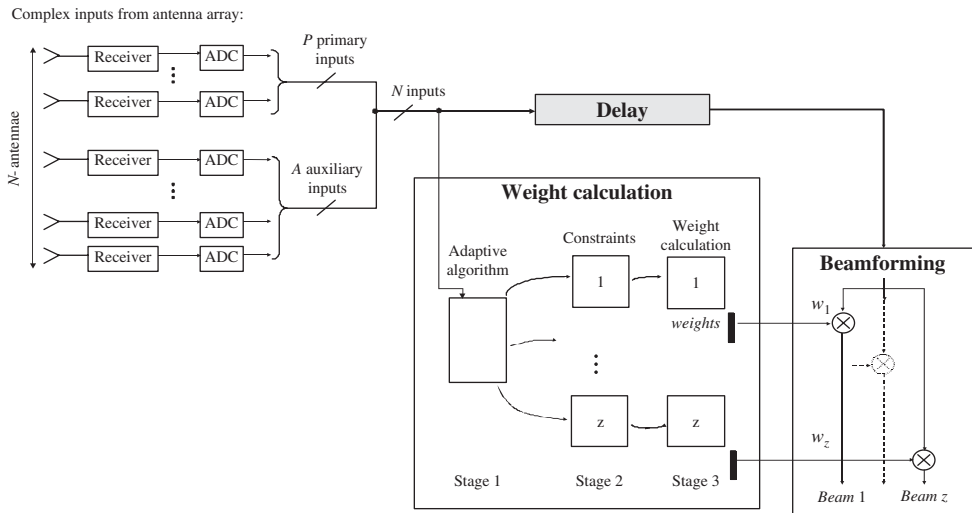 Complex inputs from antenna array:
N- antennae
Receiver
ADC
Receiver
ADC
Receiver
ADC
Receiver
ADC
Receiver
ADC
P primary
inputs
A auxiliary
inputs
N inputs
Delay
Weight calculation
Adaptive
algorithm
Constraints
Weight
calculation
1
1
weights
z
z
Stage 1
Stage 2
Stage 3
Beamforming
w1
wz
Beam 1
Beam z